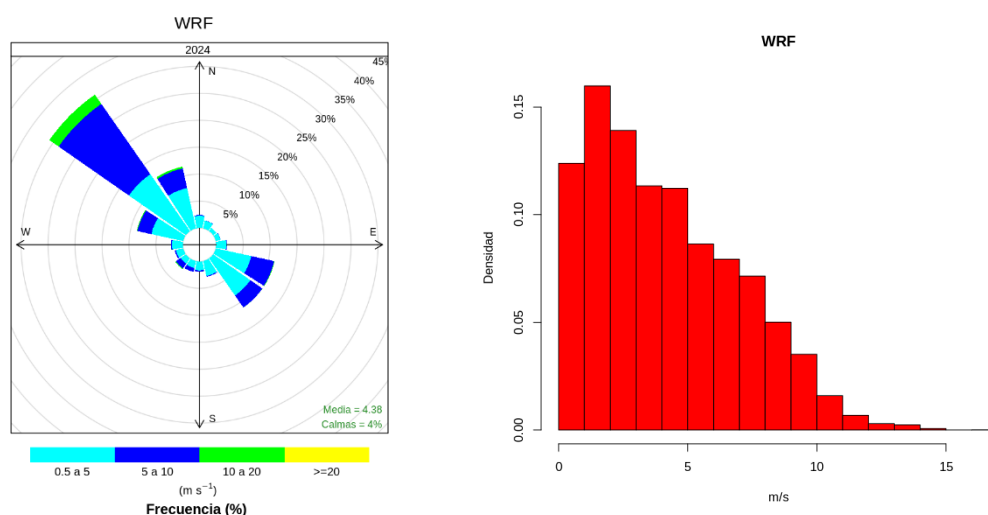 WRF
2024
45%
40%
35%
30%
25%
20%
15%
10%
5%
N
W
E
S
Media = 4.38
Calmas = 4%
0.5 a 5
5 a 10
10 a 20
>=20
(m s⁻¹)
Frecuencia (%)
WRF
Densidad
0.15
0.10
0.05
0.00
0
5
10
15
m/s